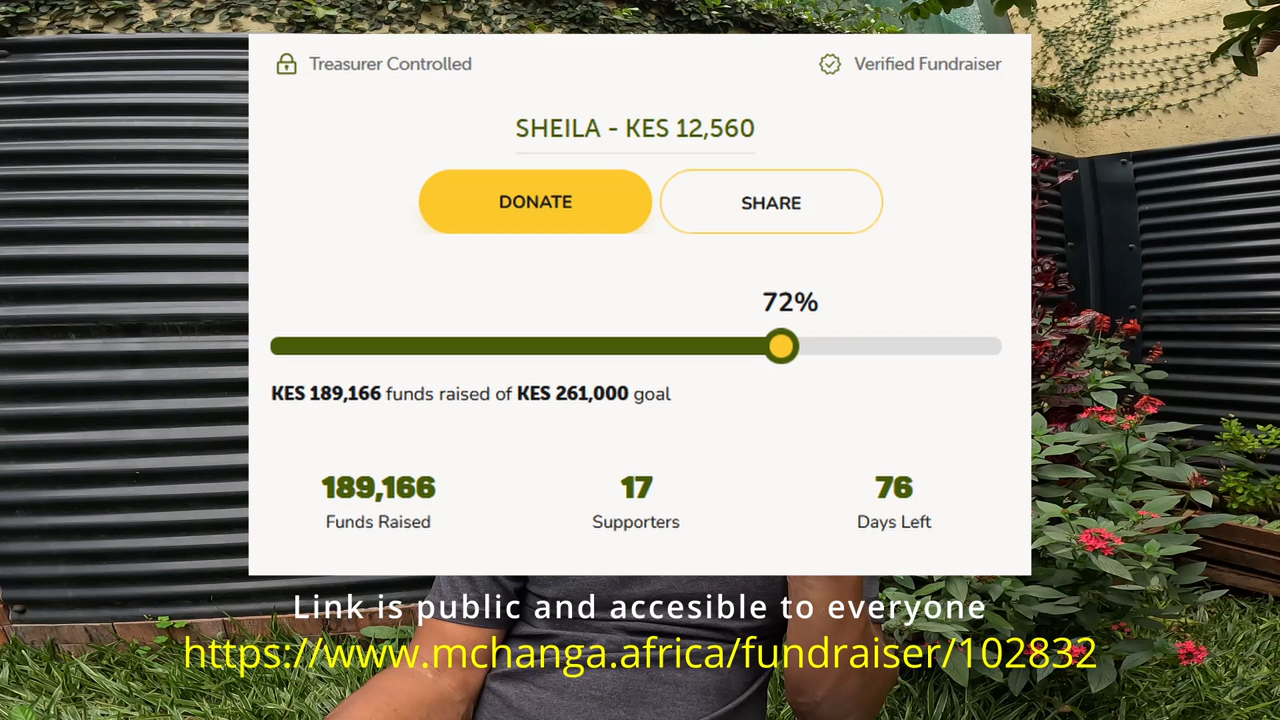 Treasurer Controlled
Verified Fundraiser
SHEILA - KES 12,560
DONATE
SHARE
72%
KES 189,166 funds raised of KES 261,000 goal
189,166
17
76
Funds Raised
Supporters
Days Left
Link is public and accesible to everyone
https://www.mchanga.africa/fundraiser/102832